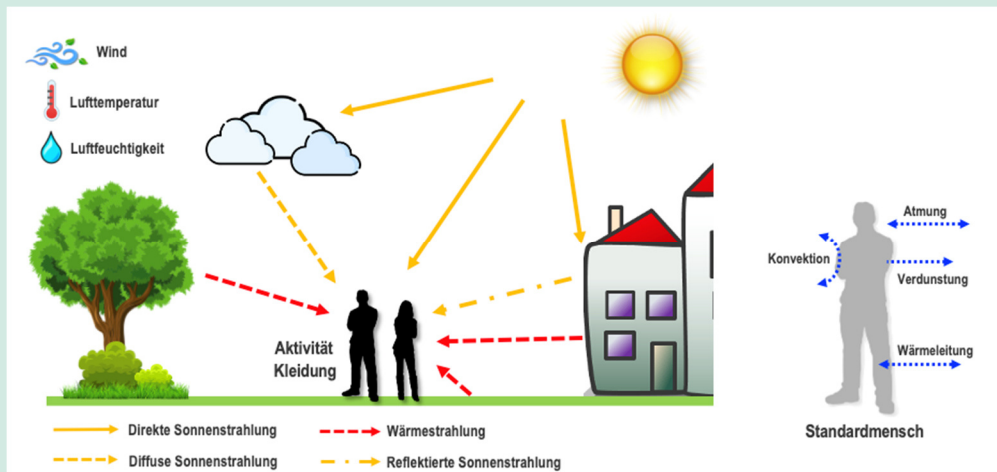 Wind
Lufttemperatur
Luftfeuchtigkeit
Aktivität
Kleidung
Direkte Sonnenstrahlung
Wärmestrahlung
Diffuse Sonnenstrahlung
Reflektierte Sonnenstrahlung
Atmung
Konvektion
Verdunstung
Wärmeleitung
Standardmensch